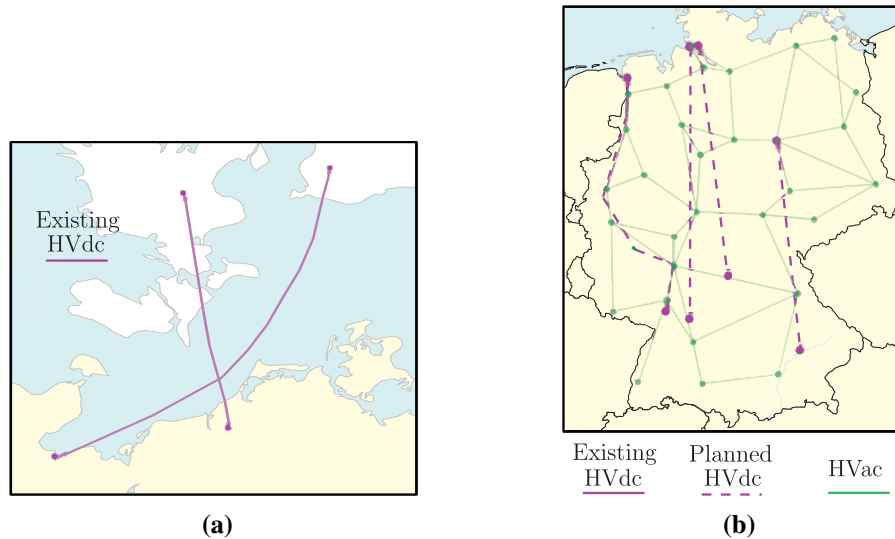 Existing
HVdc
Existing
HVdc
Planned
HVdc
HVac
(a)
(b)